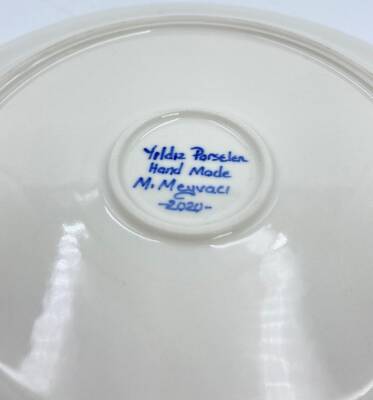 Yıldız Porselen
Hand Made
M. Meyvacı
-2020-